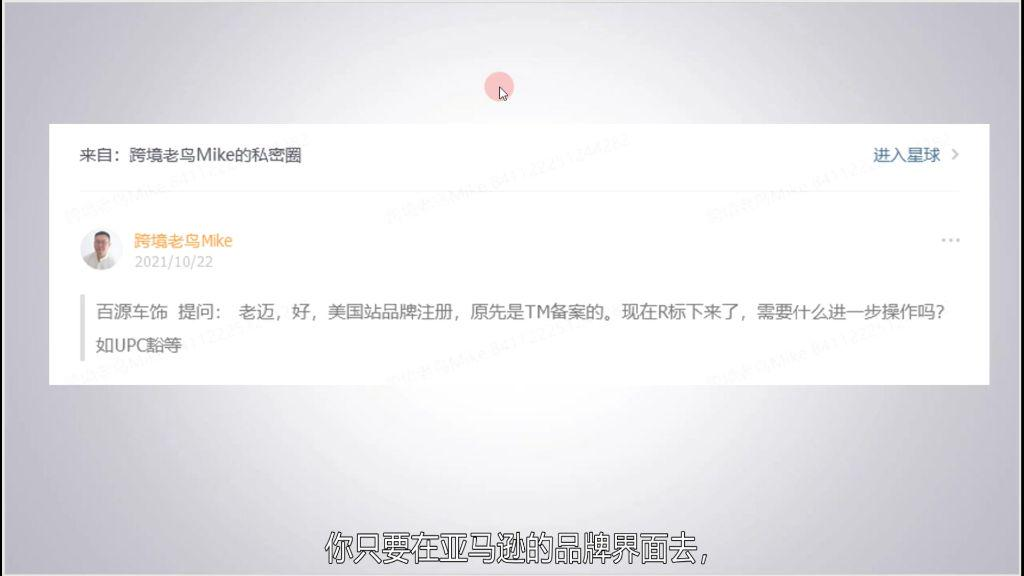 来自：跨境老鸟Mike的私密圈
进入星球
跨境老鸟Mike
2021/10/22
百源车饰 提问： 老迈，好，美国站品牌注册，原先是TM备案的。现在R标下来了，需要什么进一步操作吗？
如UPC豁等
你只要在亚马逊的品牌界面去，